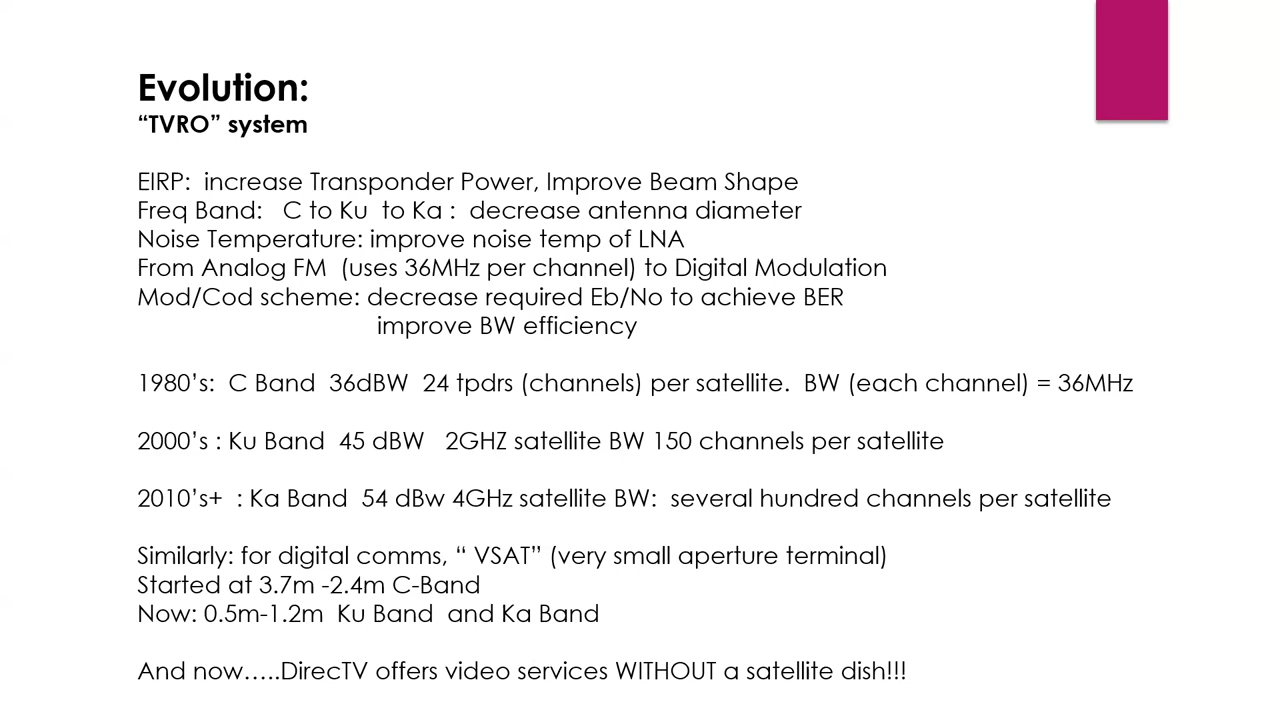 Evolution:
“TVRO” system
EIRP: increase Transponder Power, Improve Beam Shape
Freq Band: C to Ku to Ka : decrease antenna diameter
Noise Temperature: improve noise temp of LNA
From Analog FM (uses 36MHz per channel) to Digital Modulation
Mod/Cod scheme: decrease required Eb/No to achieve BER
improve BW efficiency
1980’s: C Band 36dBW 24 tpdrs (channels) per satellite. BW (each channel) = 36MHz
2000’s : Ku Band 45 dBW 2GHZ satellite BW 150 channels per satellite
2010’s+ : Ka Band 54 dBw 4GHz satellite BW: several hundred channels per satellite
Similarly: for digital comms, “ VSAT” (very small aperture terminal)
Started at 3.7m -2.4m C-Band
Now: 0.5m-1.2m Ku Band and Ka Band
And now…..DirecTV offers video services WITHOUT a satellite dish!!!